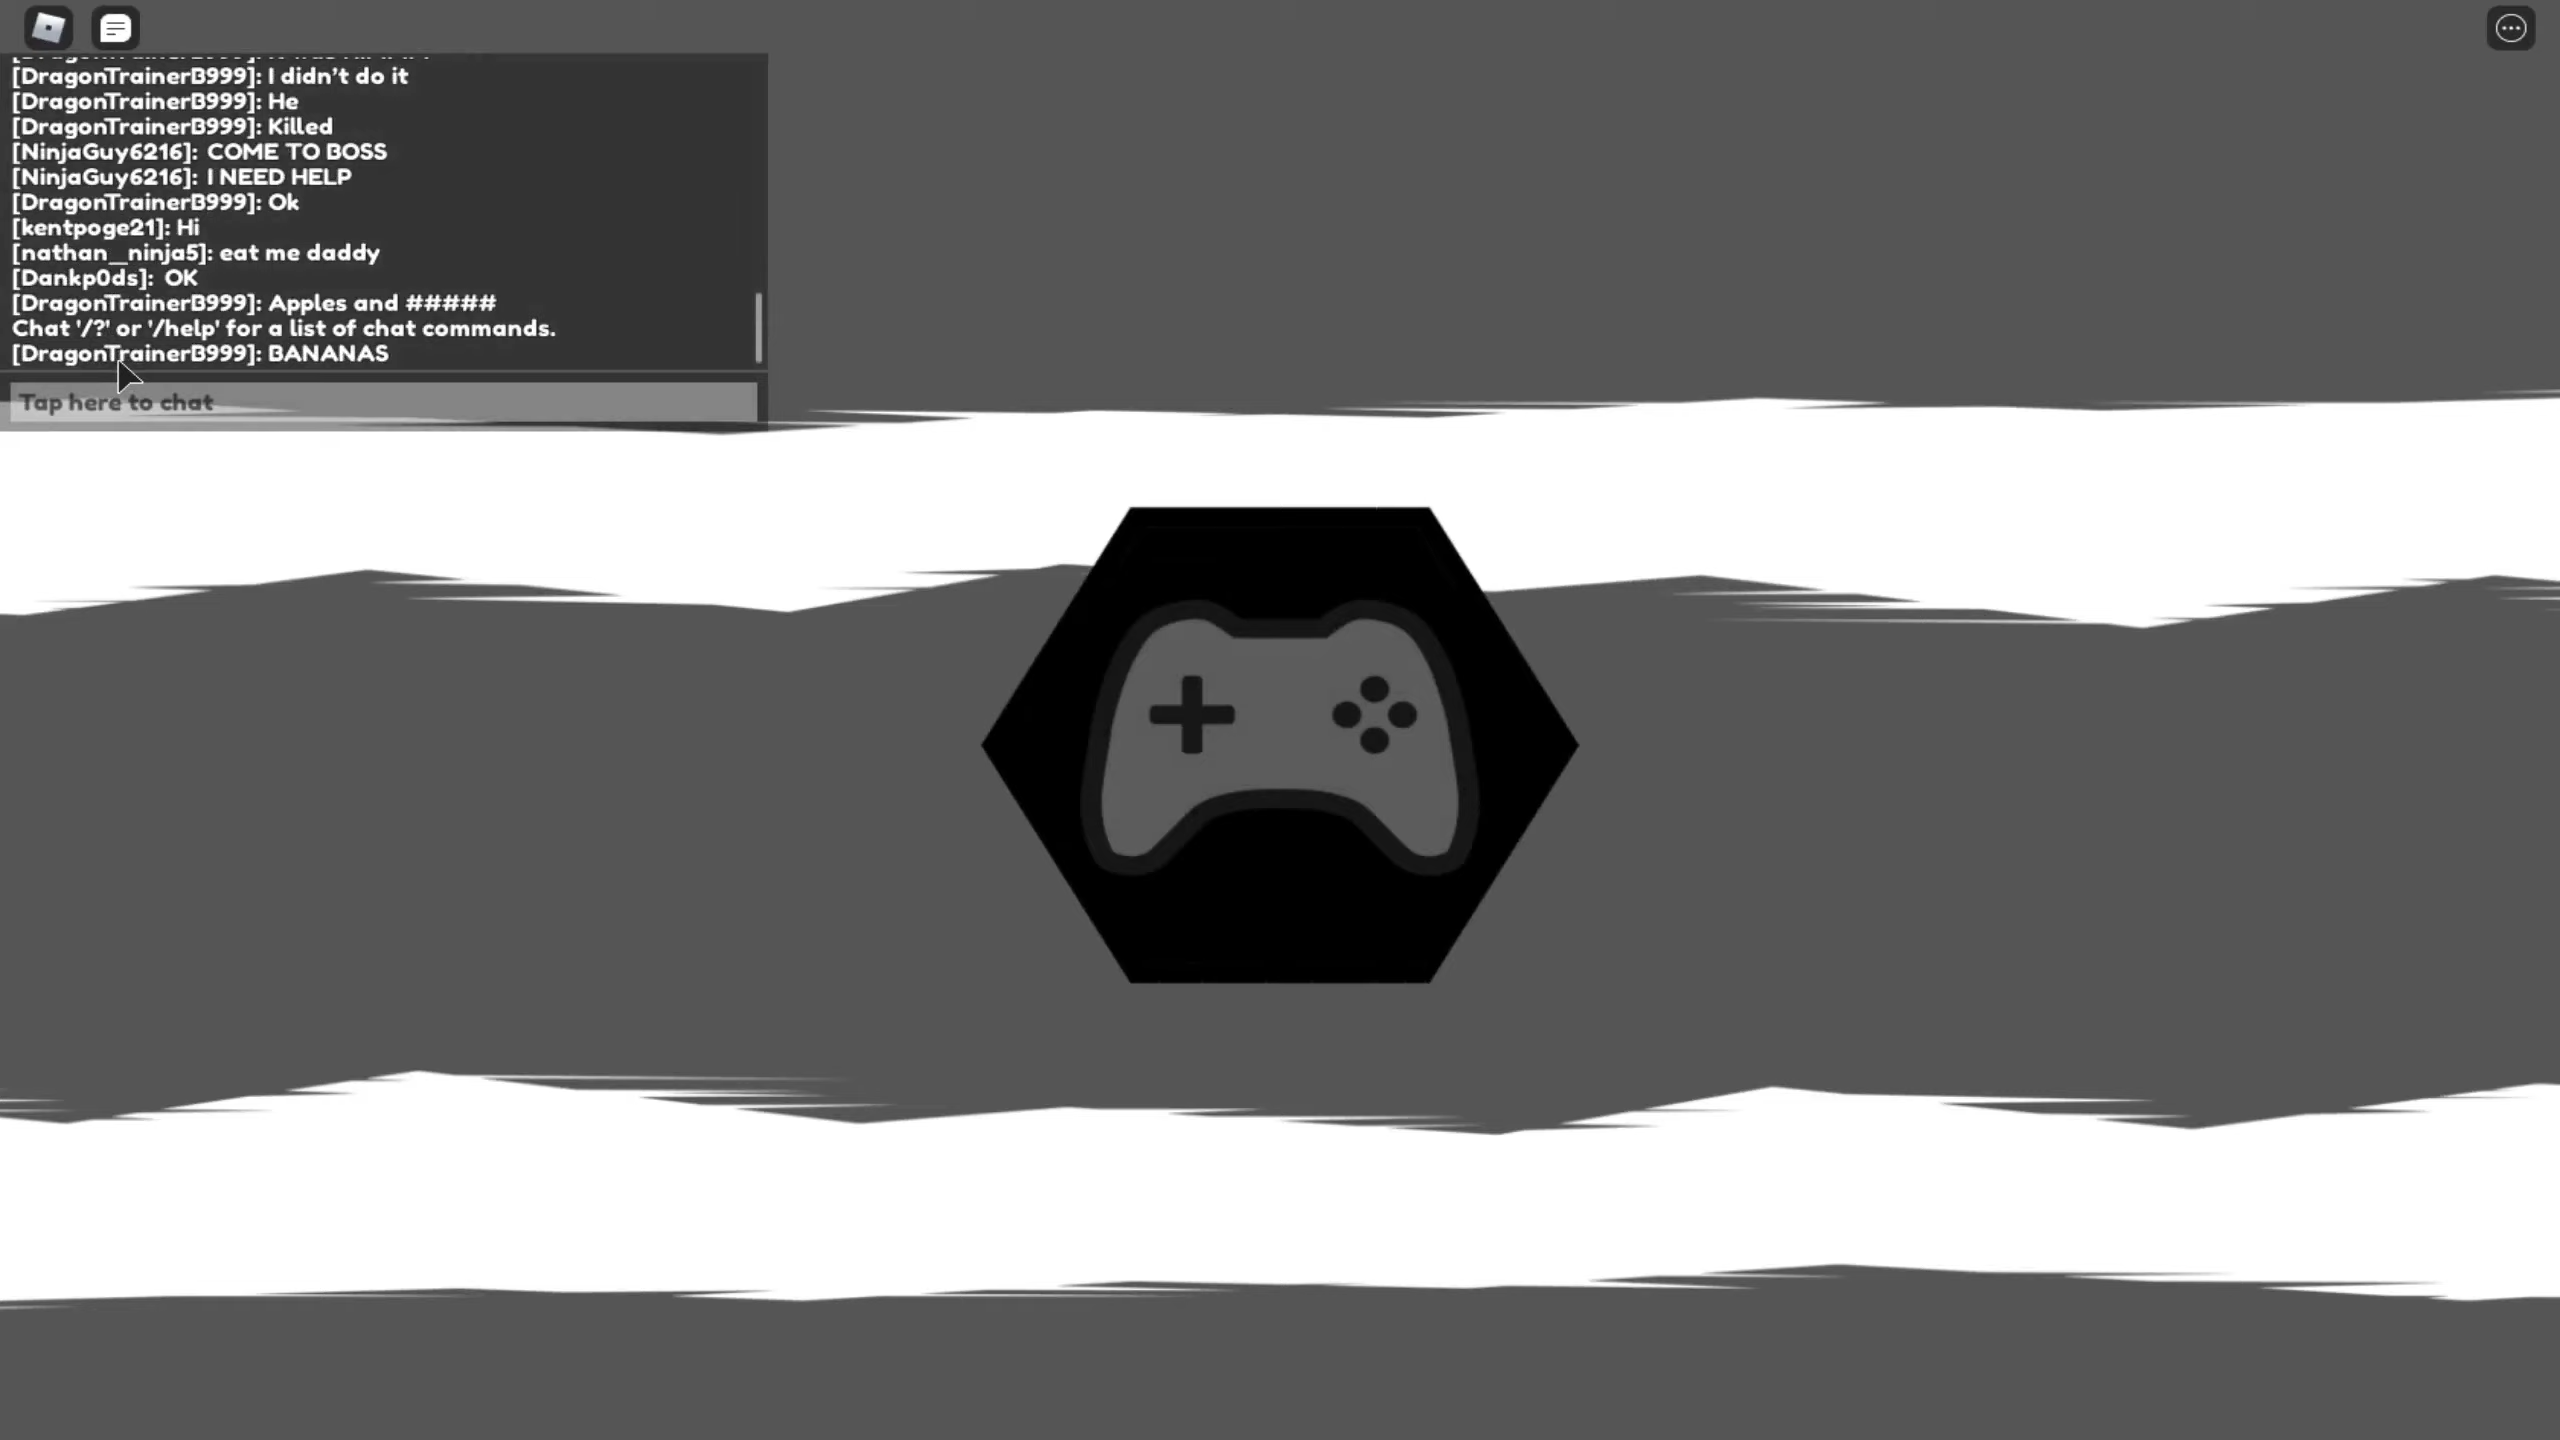 [DragonTrainerB999]: I didn't do it
[DragonTrainerB999]: He
[DragonTrainerB999]: Killed
[NinjaGuy6216]: COME TO BOSS
[NinjaGuy6216]: I NEED HELP
[DragonTrainerB999]: Ok
[kentpoge21]: Hi
[nathan__ninja5]: eat me daddy
[Dankp0ds]: OK
[DragonTrainerB999]: Apples and #####
Chat '/?' or '/help' for a list of chat commands.
[DragonTrainerB999]: BANANAS
Tap here to chat